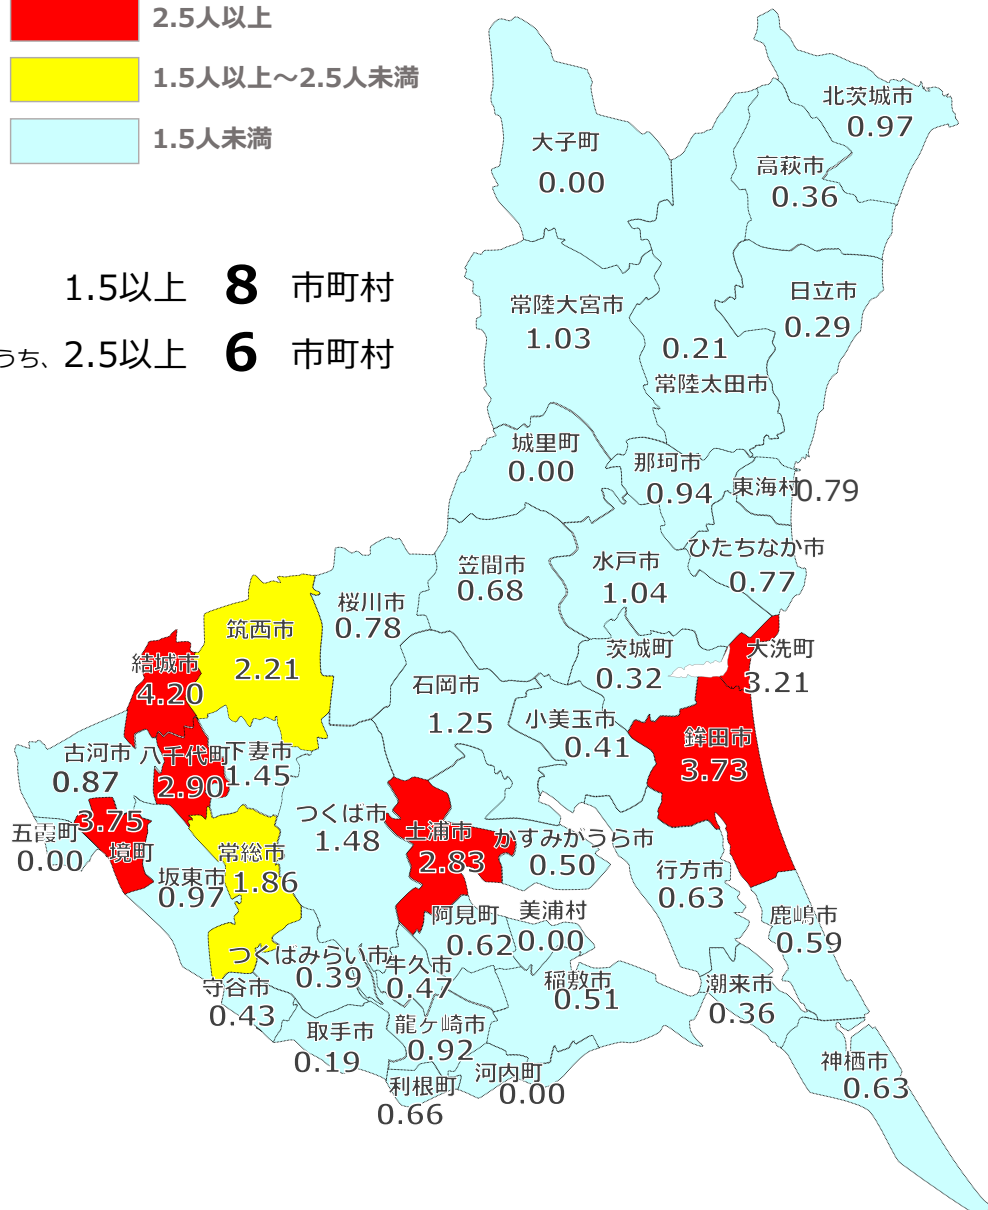 2.5人以上
1.5人以上～2.5人未満
1.5人未満
1.5以上 8 市町村
うち、2.5以上 6 市町村
北茨城市
0.97
大子町
0.00
高萩市
0.36
日立市
0.29
常陸大宮市
1.03
0.21
常陸太田市
城里町
0.00
那珂市
0.94
東海村0.79
ひたちなか市
0.77
水戸市
1.04
笠間市
0.68
桜川市
0.78
筑西市
2.21
結城市
4.20
茨城町
0.32
大洗町
3.21
石岡市
1.25
小美玉市
0.41
鉾田市
3.73
古河市
0.87
八千代町
2.90
下妻市
1.45
五霞町
0.00
3.75
境町
つくば市
1.48
土浦市
2.83
かすみがうら市
0.50
常総市
1.86
坂東市
0.97
行方市
0.63
鹿嶋市
0.59
阿見町
0.62
美浦村
0.00
つくばみらい市
0.39
牛久市
0.47
稲敷市
0.51
潮来市
0.36
守谷市
0.43
取手市
0.19
龍ヶ崎市
0.92
利根町
0.66
河内町
0.00
神栖市
0.63